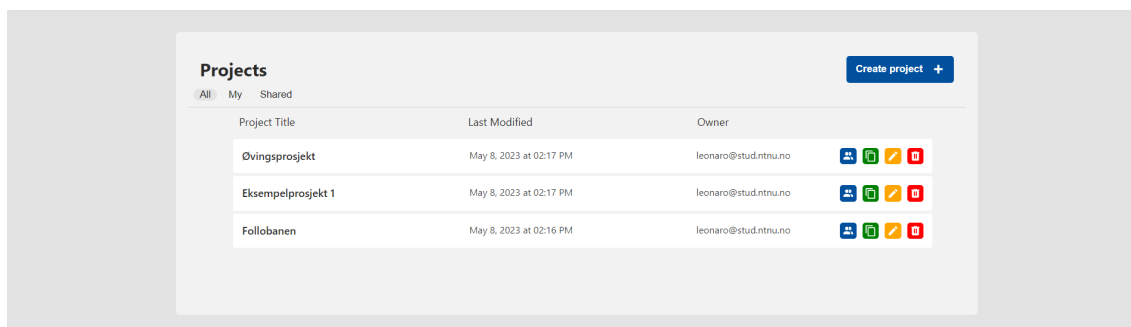 Projects
Create project +
All My Shared
Project Title Last Modified Owner
Øvingsprosjekt May 8, 2023 at 02:17 PM leonaro@stud.ntnu.no
Eksempelprosjekt 1 May 8, 2023 at 02:17 PM leonaro@stud.ntnu.no
Follobanen May 8, 2023 at 02:16 PM leonaro@stud.ntnu.no